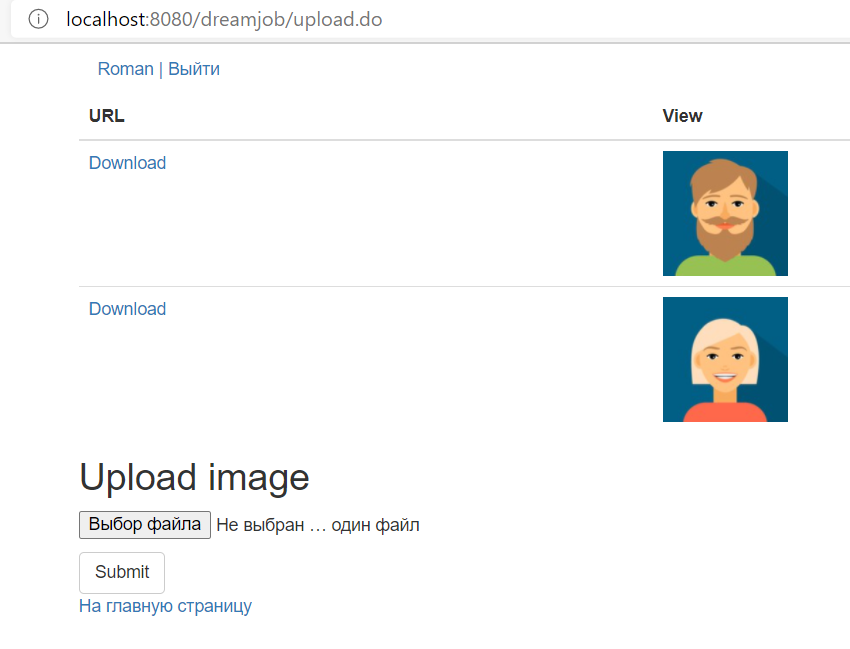 localhost:8080/dreamjob/upload.do
Roman | Выйти
URL View
Download
Download
Upload image
Выбор файла Не выбран … один файл
Submit
На главную страницу